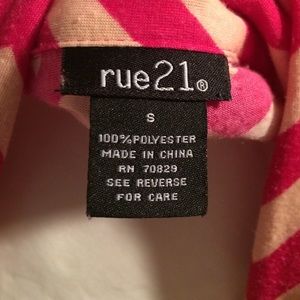 rue21®
S
100%POLYESTER
MADE IN CHINA
RN 70829
SEE REVERSE
FOR CARE